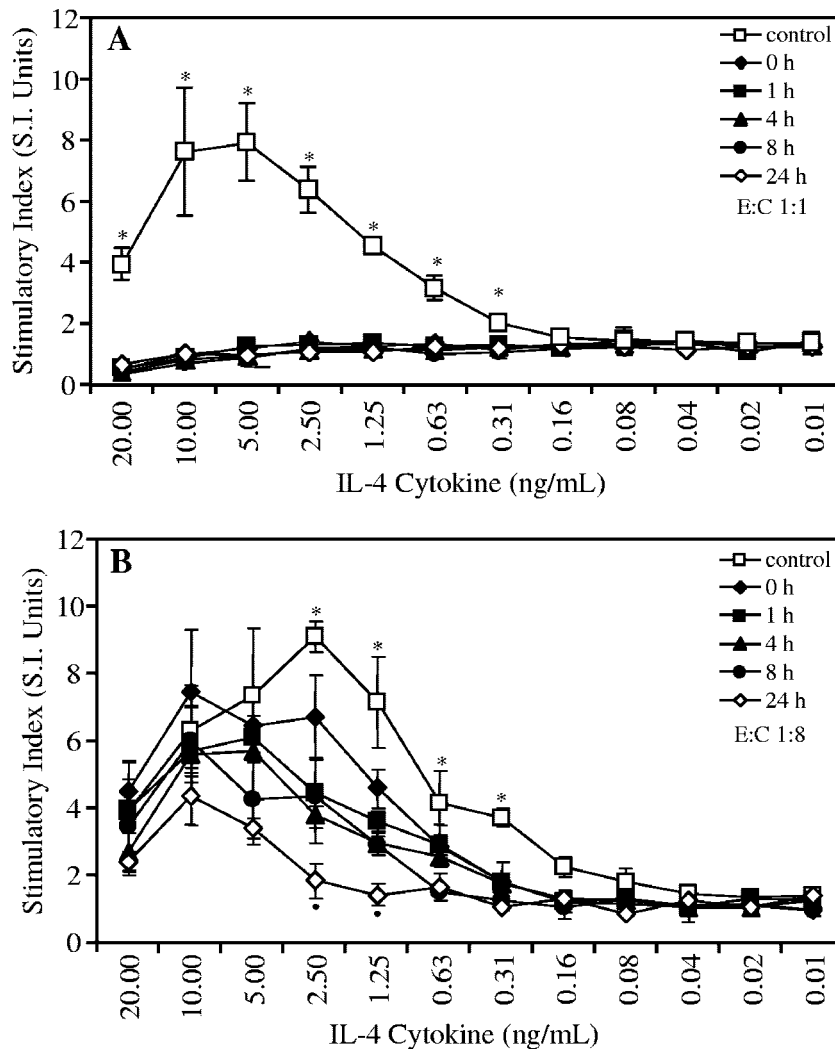 A
control
0 h
1 h
4 h
8 h
24 h
E:C 1:1
Stimulatory Index (S.I. Units)
12
10
8
6
4
2
0
* * * * * * *
20.00 10.00 5.00 2.50 1.25 0.63 0.31 0.16 0.08 0.04 0.02 0.01
IL-4 Cytokine (ng/mL)
B
control
0 h
1 h
4 h
8 h
24 h
E:C 1:8
Stimulatory Index (S.I. Units)
12
10
8
6
4
2
0
* * * *
20.00 10.00 5.00 2.50 1.25 0.63 0.31 0.16 0.08 0.04 0.02 0.01
IL-4 Cytokine (ng/mL)